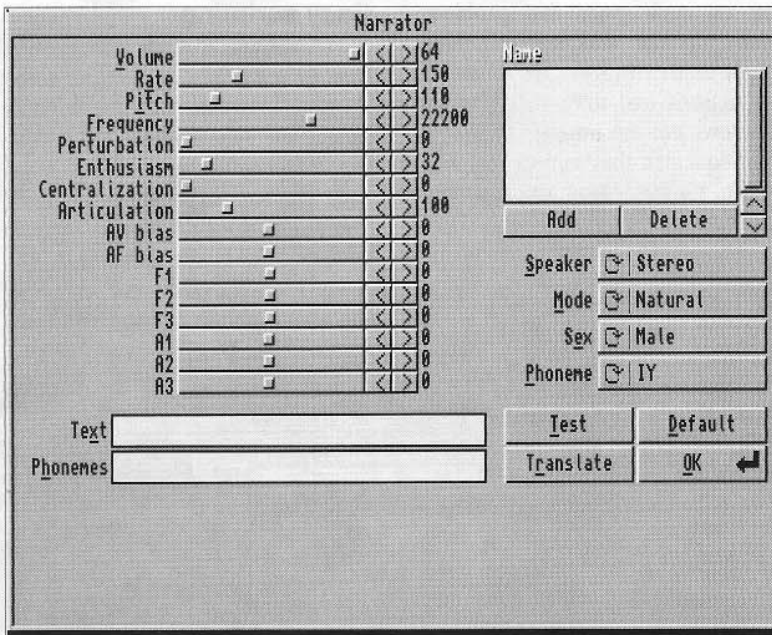 Narrator
Volume 64
Rate 150
Pitch 110
Frequency 22200
Perturbation 0
Enthusiasm 32
Centralization 0
Articulation 100
AV bias 0
AF bias 0
F1 0
F2 0
F3 0
A1 0
A2 0
A3 0
Name
Add Delete
Speaker Stereo
Mode Natural
Sex Male
Phoneme IY
Text
Phonemes
Test Default
Translate OK